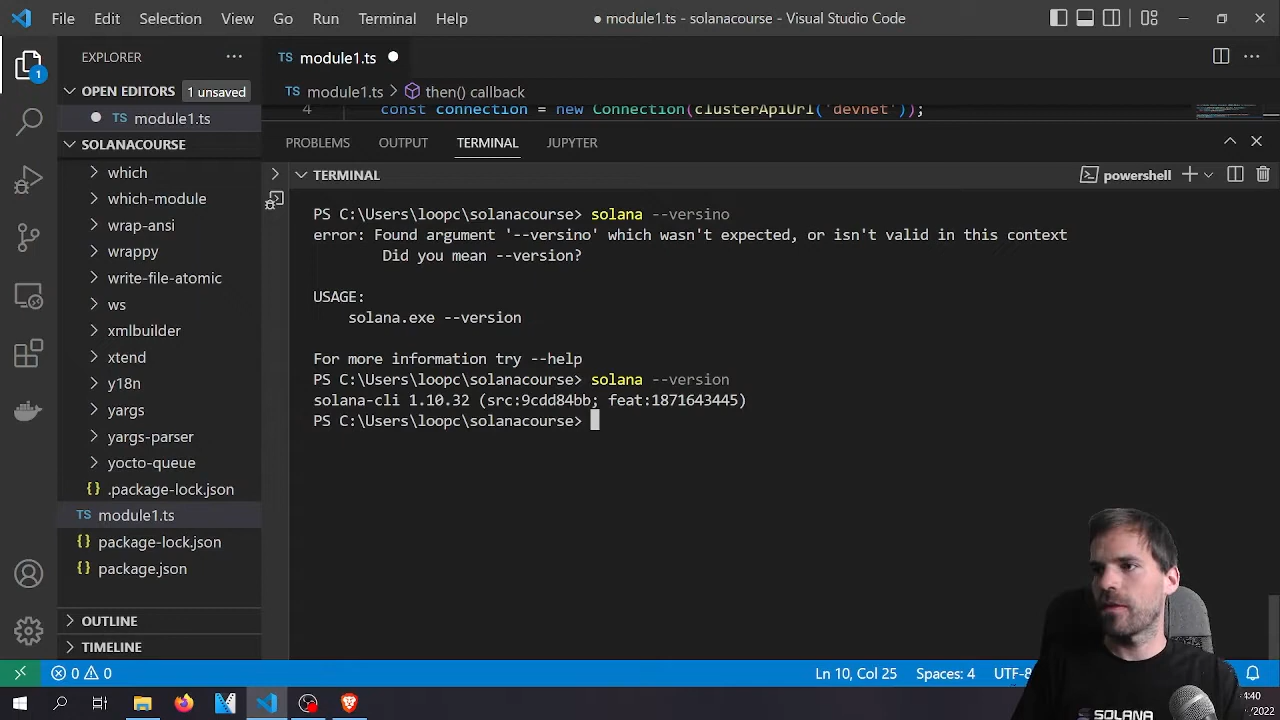 File Edit Selection View Go Run Terminal Help
● module1.ts - solanacourse - Visual Studio Code
EXPLORER
TS module1.ts
OPEN EDITORS 1 unsaved
TS module1.ts > then() callback
TS module1.ts
4 const connection = new Connection(clusterApiUrl('devnet'));
SOLANACOURSE
PROBLEMS OUTPUT TERMINAL JUPYTER
which
TERMINAL
powershell
which-module
wrap-ansi
wrappy
write-file-atomic
ws
xmlbuilder
xtend
y18n
yargs
yargs-parser
yocto-queue
{} .package-lock.json
TS module1.ts
{} package-lock.json
{} package.json
OUTLINE
TIMELINE
1
PS C:\Users\loopc\solanacourse> solana --versino
error: Found argument '--versino' which wasn't expected, or isn't valid in this context
Did you mean --version?
USAGE:
solana.exe --version
For more information try --help
PS C:\Users\loopc\solanacourse> solana --version
solana-cli 1.10.32 (src:9cdd84bb; feat:1871643445)
PS C:\Users\loopc\solanacourse>
0 0
Ln 10, Col 25 Spaces: 4 UTF-8
SOLANA
:40
/2022